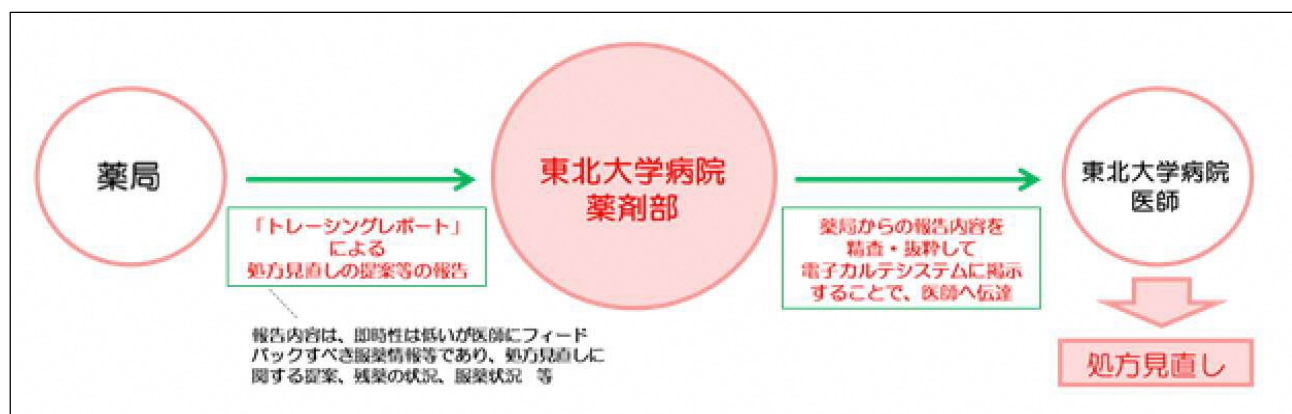 薬局
「トレーシングレポート」
による
処方見直しの提案等の報告
報告内容は、即時性は低いが医師にフィード
バックすべき服薬情報等であり、処方見直しに
関する提案、残薬の状況、服薬状況 等
東北大学病院
薬剤部
薬局からの報告内容を
精査・抜粋して
電子カルテシステムに掲示
することで、医師へ伝達
東北大学病院
医師
処方見直し